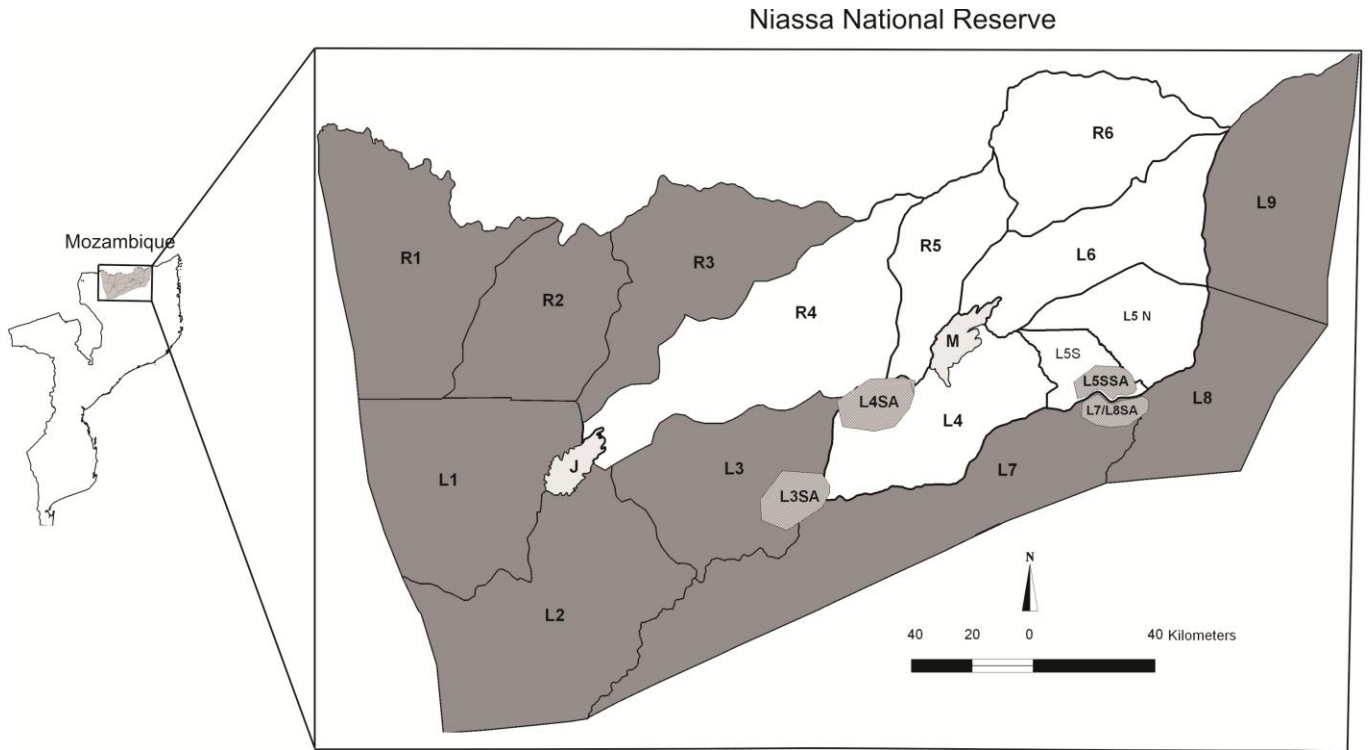 Niassa National Reserve
Mozambique
R6
L9
R1
R5
R3
L6
R2
R4
L5 N
M
L5S
L5SSA
L4SA
L7/L8SA
L8
L4
J
L3
L7
L1
L3SA
N
L2
40 20 0 40 Kilometers